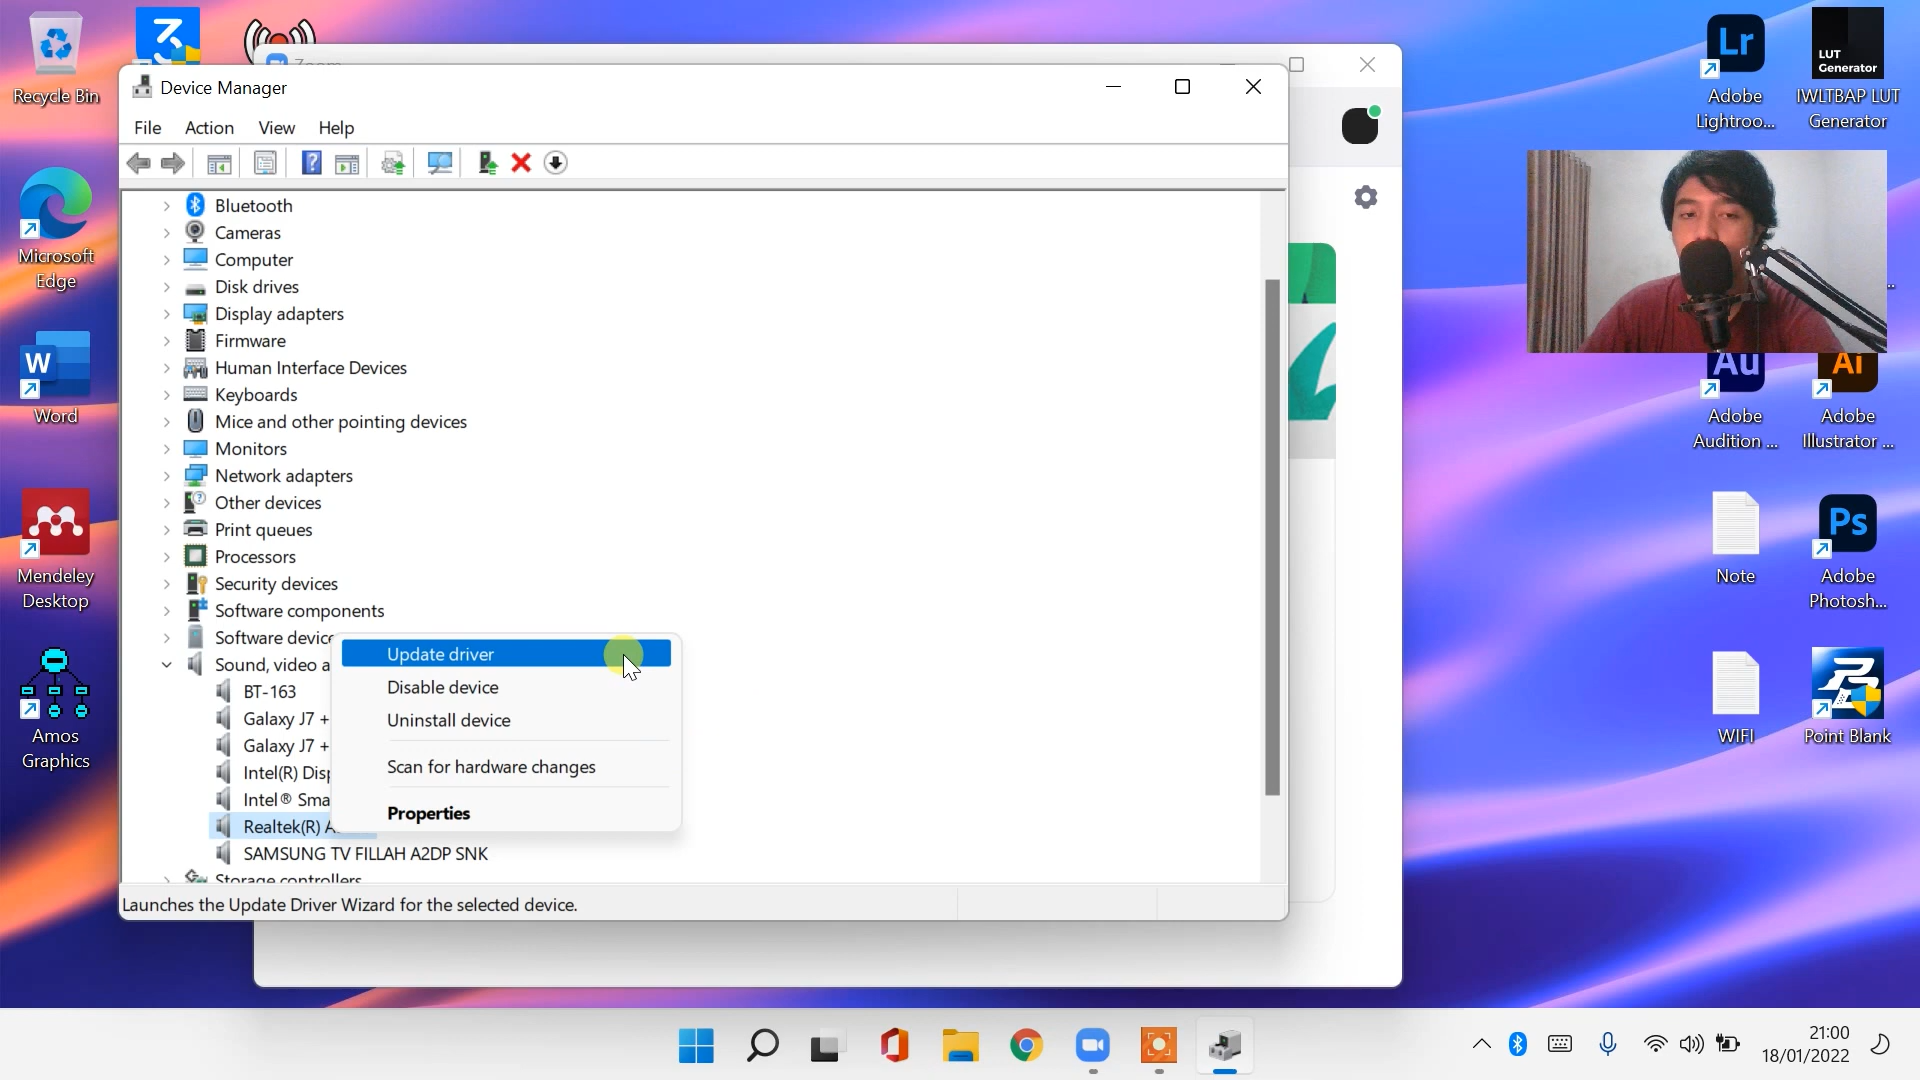 Recycle Bin
Microsoft
Edge
W
Word
Mendeley
Desktop
Amos
Graphics
Zoom
Device Manager
File Action View Help
Bluetooth
Cameras
Computer
Disk drives
Display adapters
Firmware
Human Interface Devices
Keyboards
Mice and other pointing devices
Monitors
Network adapters
Other devices
Print queues
Processors
Security devices
Software components
Software device
Sound, video a
BT-163
Galaxy J7 +
Galaxy J7 +
Intel(R) Disp
Intel® Sma
Realtek(R) A
SAMSUNG TV FILLAH A2DP SNK
Storage controllers
Update driver
Disable device
Uninstall device
Scan for hardware changes
Properties
Launches the Update Driver Wizard for the selected device.
Lr
Adobe
Lightroo...
LUT
Generator
IWLTBAP LUT
Generator
Au
Adobe
Audition ...
Ai
Adobe
Illustrator ...
Note
Ps
Adobe
Photosh...
WIFI
Point Blank
21:00
18/01/2022